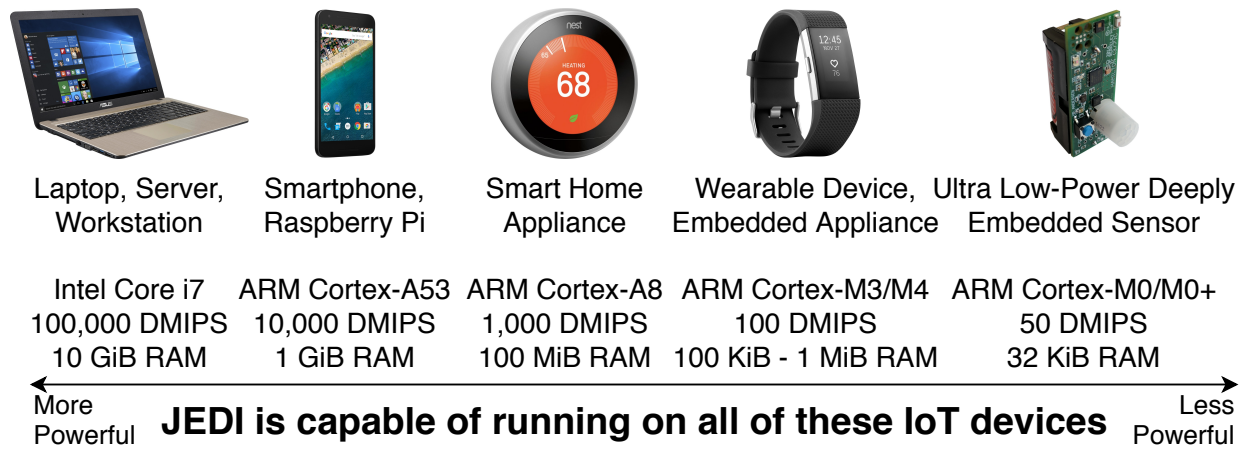 nest
HEATING
68
12:45
NOV 27
76
ASUS
Laptop, Server,
Workstation
Smartphone,
Raspberry Pi
Smart Home
Appliance
Wearable Device,
Embedded Appliance
Ultra Low-Power Deeply
Embedded Sensor
Intel Core i7
100,000 DMIPS
10 GiB RAM
ARM Cortex-A53
10,000 DMIPS
1 GiB RAM
ARM Cortex-A8
1,000 DMIPS
100 MiB RAM
ARM Cortex-M3/M4
100 DMIPS
100 KiB - 1 MiB RAM
ARM Cortex-M0/M0+
50 DMIPS
32 KiB RAM
More
Powerful
JEDI is capable of running on all of these IoT devices
Less
Powerful